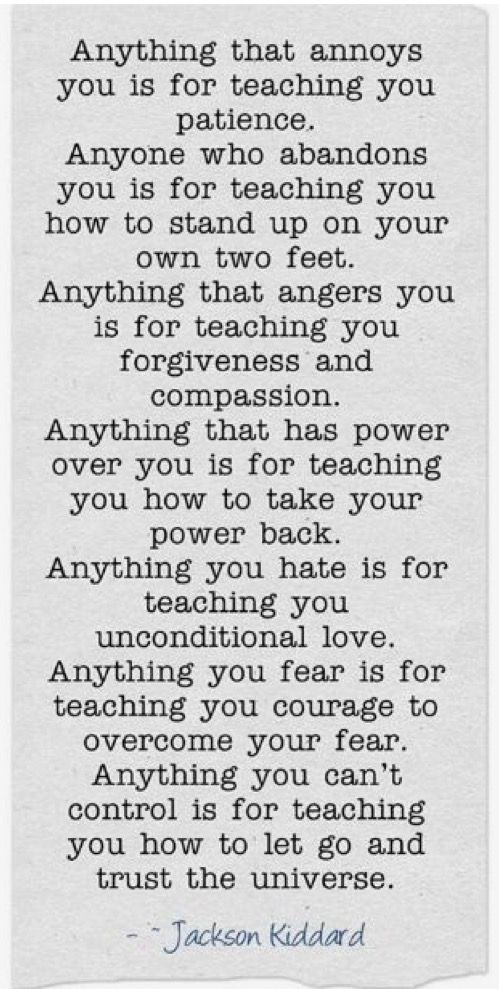 Anything that annoys
you is for teaching you
patience.
Anyone who abandons
you is for teaching you
how to stand up on your
own two feet.
Anything that angers you
is for teaching you
forgiveness and
compassion.
Anything that has power
over you is for teaching
you how to take your
power back.
Anything you hate is for
teaching you
unconditional love.
Anything you fear is for
teaching you courage to
overcome your fear.
Anything you can't
control is for teaching
you how to let go and
trust the universe.
- ~ Jackson Kiddard